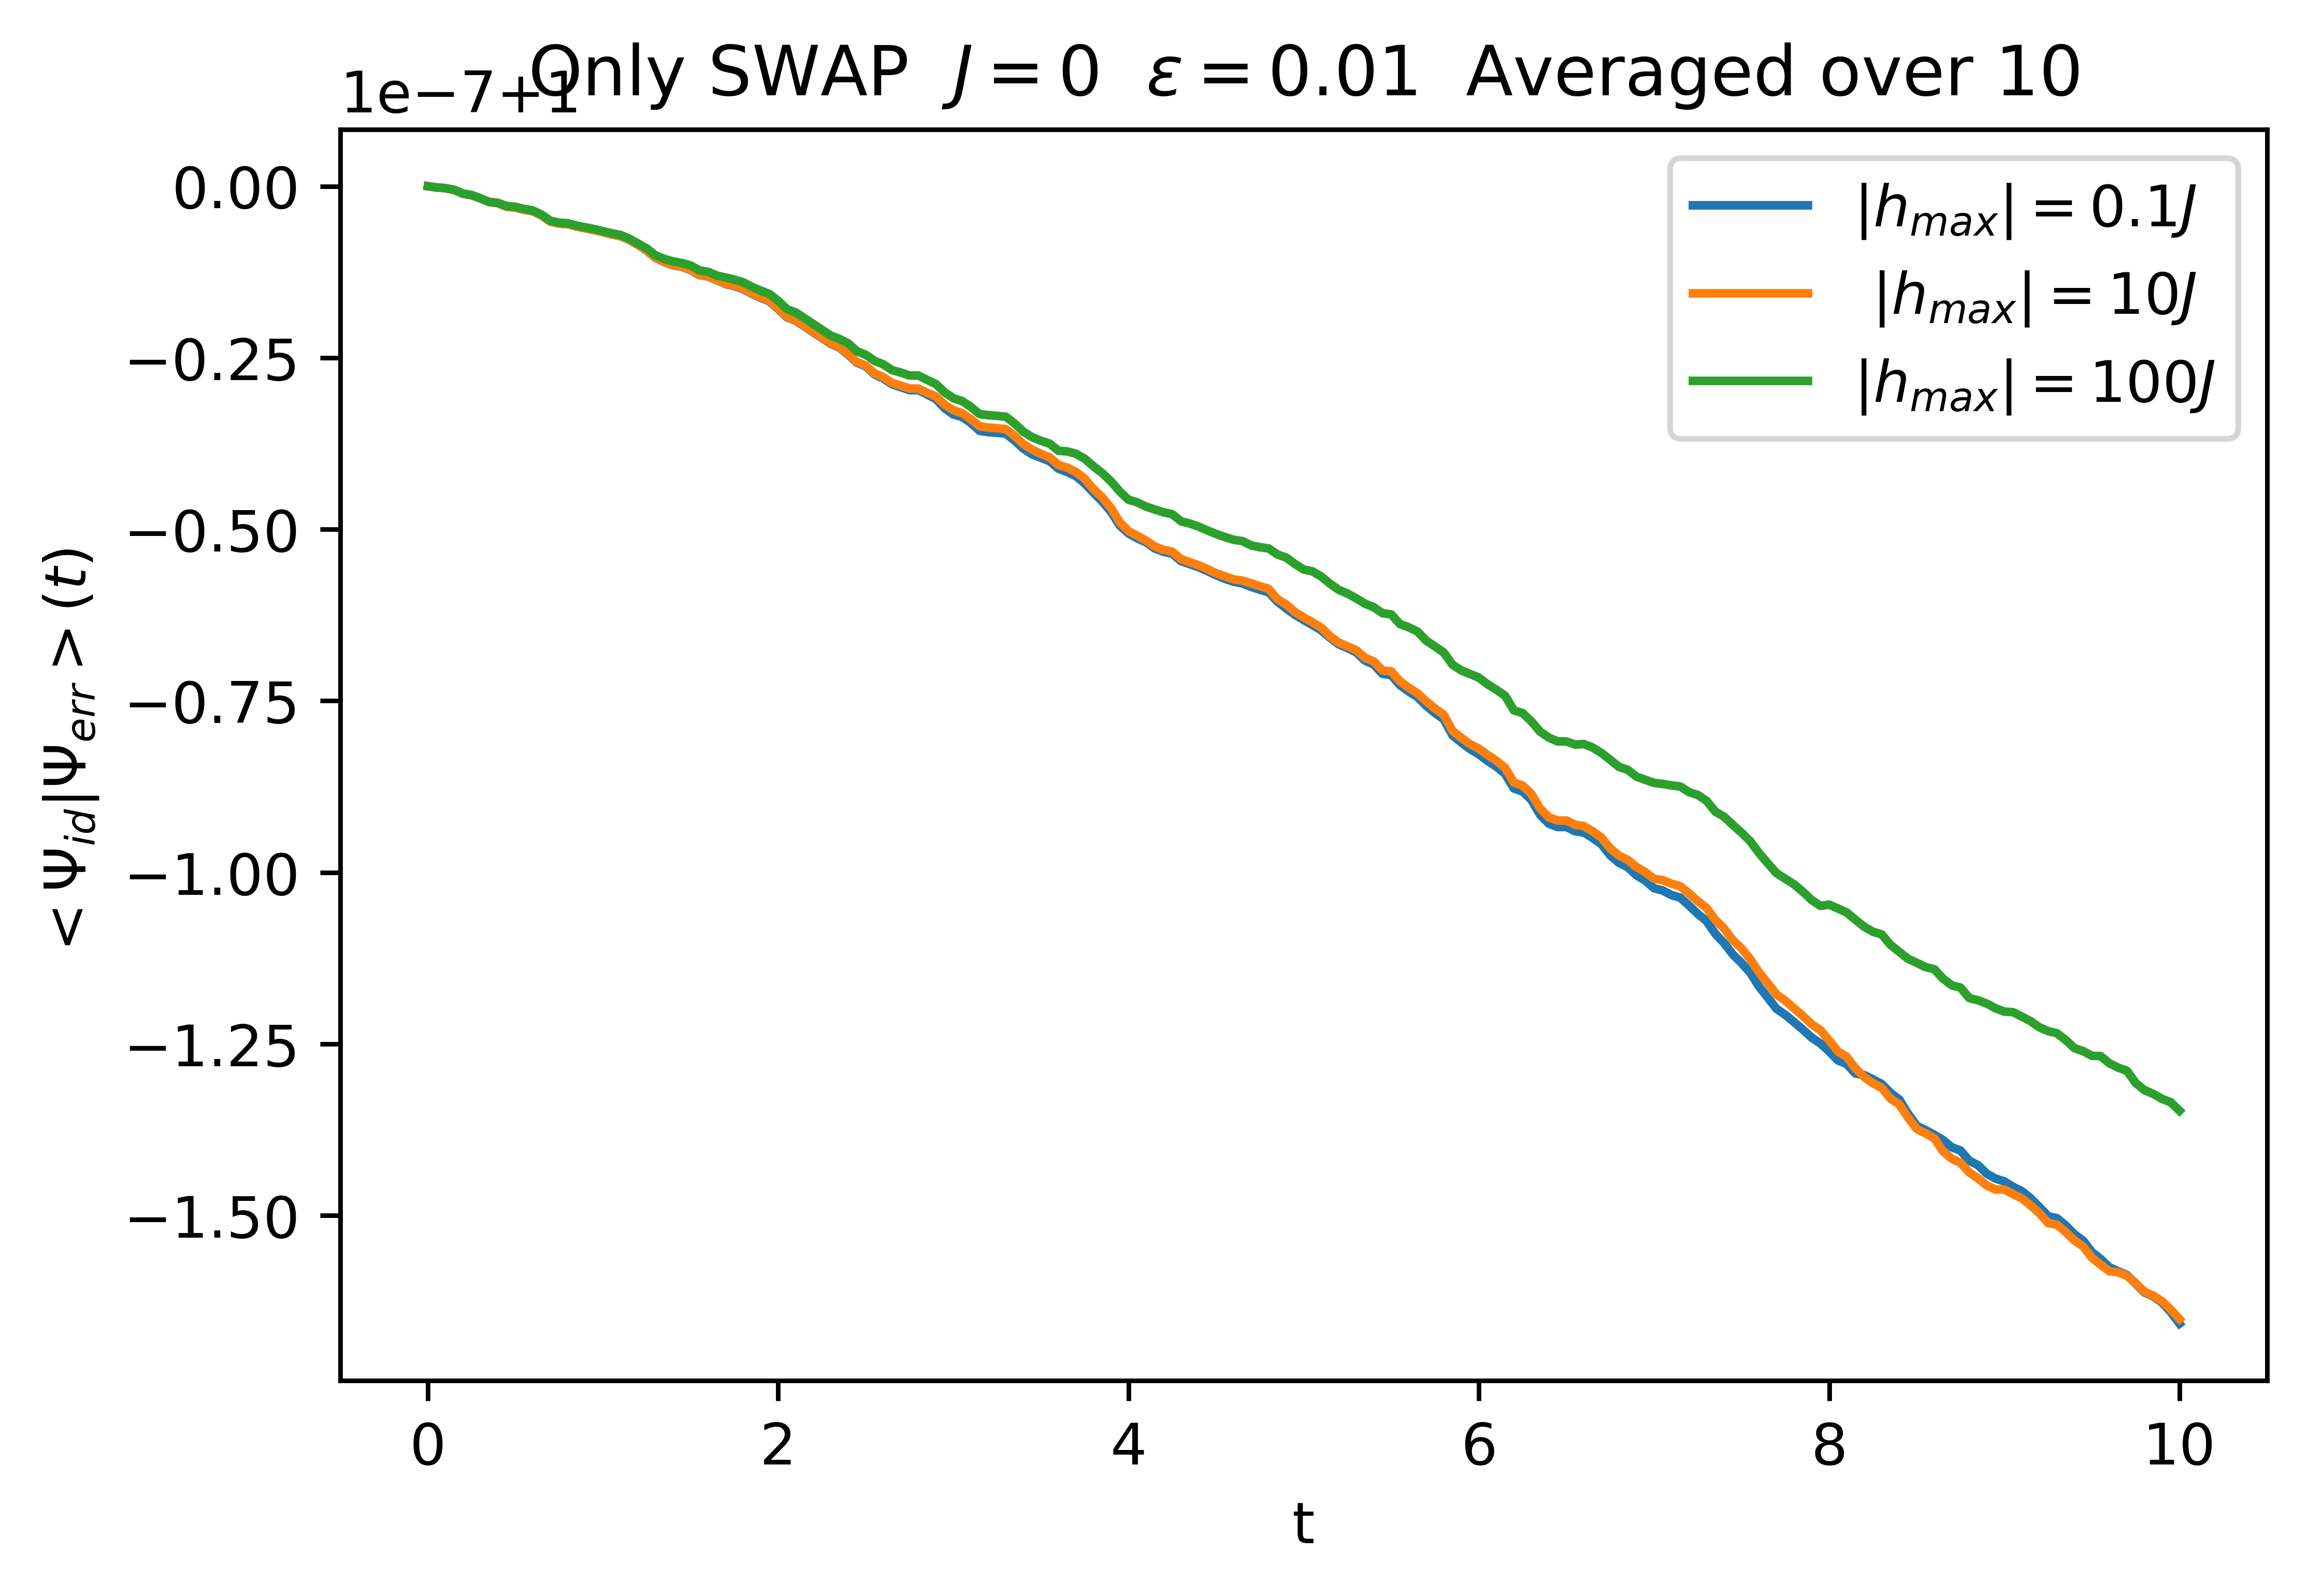 Only SWAP J = 0 ε = 0.01 Averaged over 10
1e−7+1
|h_max| = 0.1J
|h_max| = 10J
|h_max| = 100J
0.00
−0.25
−0.50
−0.75
−1.00
−1.25
−1.50
< Ψ_id|Ψ_err > (t)
0 2 4 6 8 10
t